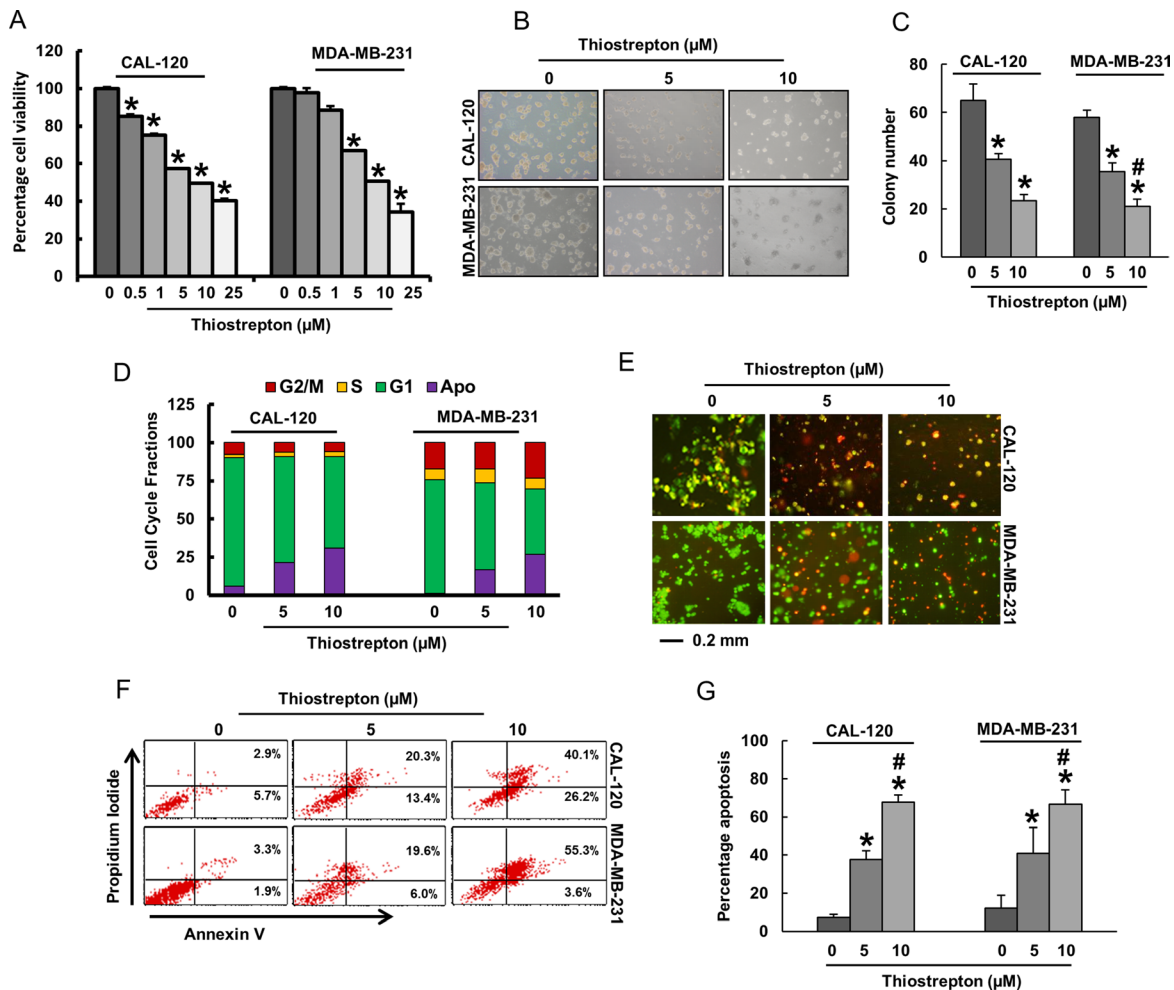 A
CAL-120
MDA-MB-231
Percentage cell viability
120
100
80
60
40
20
0
* * * * * * * *
0 0.5 1 5 10 25 0 0.5 1 5 10 25
Thiostrepton (µM)
B
Thiostrepton (µM)
0 5 10
CAL-120
MDA-MB-231
C
CAL-120 MDA-MB-231
Colony number
80
60
40
20
0
* * * # *
0 5 10 0 5 10
Thiostrepton (µM)
D
G2/M S G1 Apo
CAL-120 MDA-MB-231
Cell Cycle Fractions
125
100
75
50
25
0
0 5 10 0 5 10
Thiostrepton (µM)
E
Thiostrepton (µM)
0 5 10
CAL-120
MDA-MB-231
0.2 mm
F
Thiostrepton (µM)
0 5 10
Propidium Iodide
2.9% 20.3% 40.1%
5.7% 13.4% 26.2%
CAL-120
3.3% 19.6% 55.3%
1.9% 6.0% 3.6%
MDA-MB-231
Annexin V
G
CAL-120 MDA-MB-231
Percentage apoptosis
100
80
60
40
20
0
* # * * # *
0 5 10 0 5 10
Thiostrepton (µM)